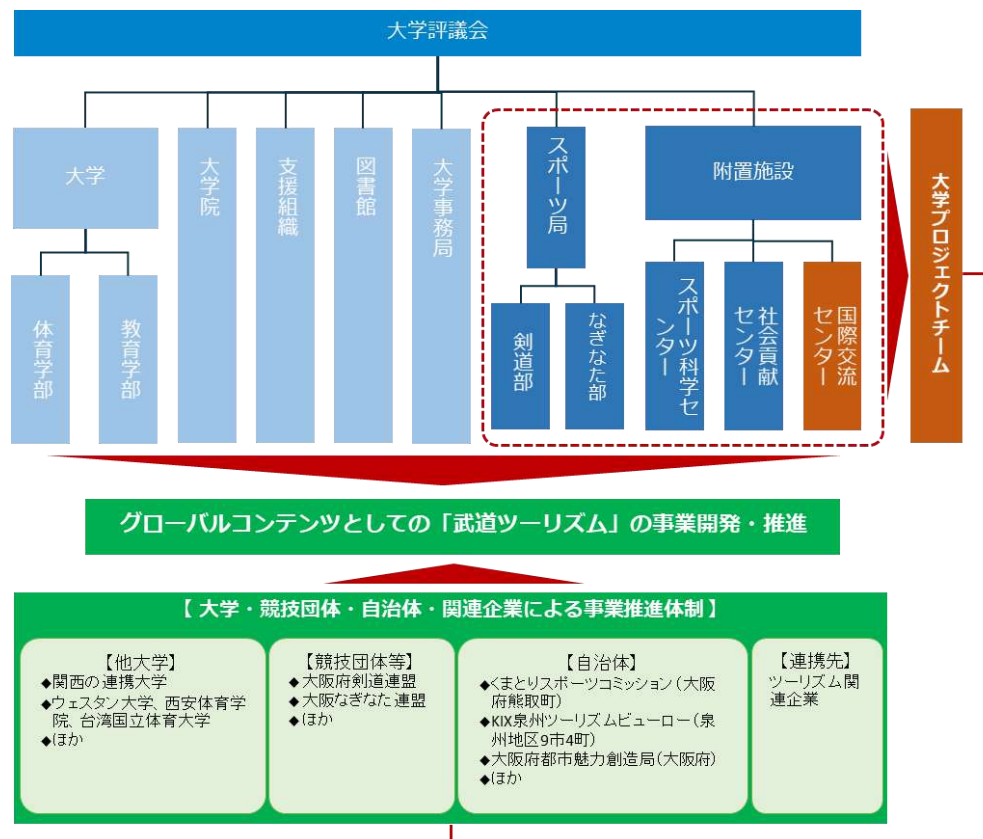 大学評議会
大学
大学院
支援組織
図書館
大学事務局
スポーツ局
附置施設
大学プロジェクトチーム
体育学部
教育学部
剣道部
なぎなた部
スポーツ科学セ
ンター
社会貢献
センター
国際交流
センター
グローバルコンテンツとしての「武道ツーリズム」の事業開発・推進
【 大学・競技団体・自治体・関連企業による事業推進体制 】
【他大学】
◆関西の連携大学
◆ウェスタン大学、西安体育学
院、台湾国立体育大学
◆ほか
【競技団体等】
◆大阪府剣道連盟
◆大阪なぎなた連盟
◆ほか
【自治体】
◆くまとりスポーツコミッション(大阪
府熊取町)
◆KIX泉州ツーリズムビューロー(泉
州地区9市4町)
◆大阪府都市魅力創造局(大阪府)
◆ほか
【連携先】
ツーリズム関
連企業